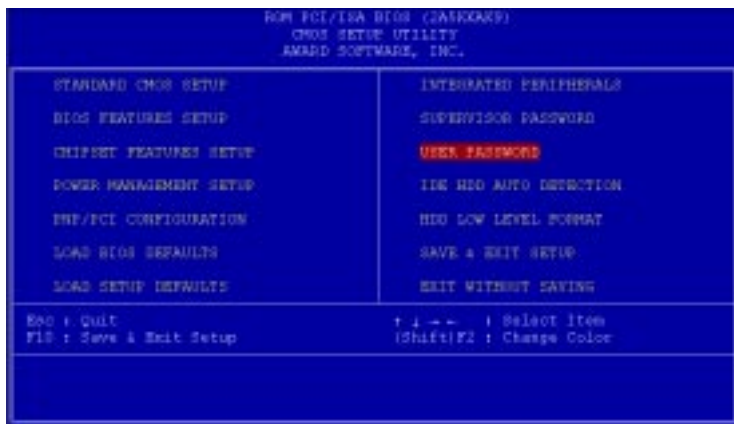 ROM PCI/ISA BIOS (2A5KKAK9)
CMOS SETUP UTILITY
AWARD SOFTWARE, INC.
STANDARD CMOS SETUP
BIOS FEATURES SETUP
CHIPSET FEATURES SETUP
POWER MANAGEMENT SETUP
PNP/PCI CONFIGURATION
LOAD BIOS DEFAULTS
LOAD SETUP DEFAULTS
INTEGRATED PERIPHERALS
SUPERVISOR PASSWORD
USER PASSWORD
IDE HDD AUTO DETECTION
HDD LOW LEVEL FORMAT
SAVE & EXIT SETUP
EXIT WITHOUT SAVING
Esc : Quit
F10 : Save & Exit Setup
↑ ↓ → ← : Select Item
(Shift)F2 : Change Color